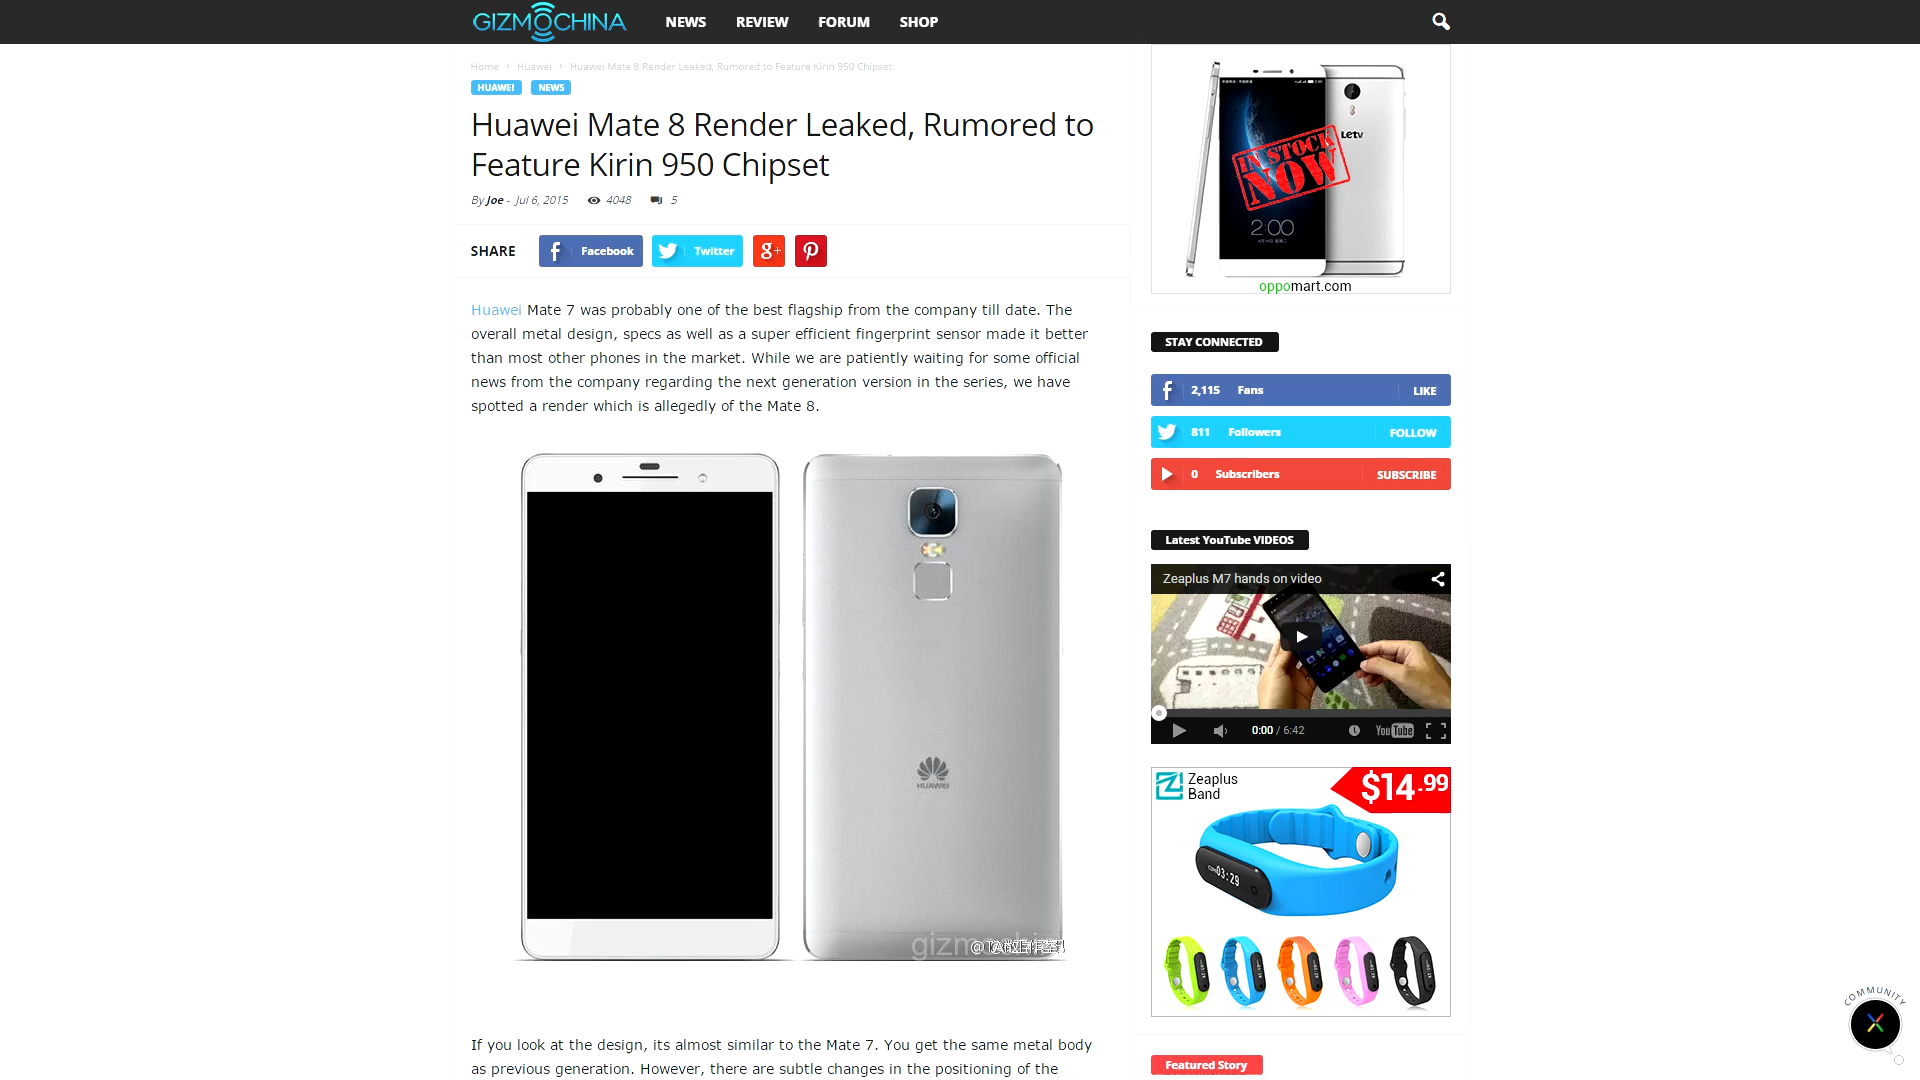 GIZMOCHINA
NEWS
REVIEW
FORUM
SHOP
Home › Huawei › Huawei Mate 8 Render Leaked, Rumored to Feature Kirin 950 Chipset
HUAWEI
NEWS
Huawei Mate 8 Render Leaked, Rumored to
Feature Kirin 950 Chipset
By Joe - Jul 6, 2015 4048 5
SHARE
Facebook
Twitter
g+
Huawei Mate 7 was probably one of the best flagship from the company till date. The
overall metal design, specs as well as a super efficient fingerprint sensor made it better
than most other phones in the market. While we are patiently waiting for some official
news from the company regarding the next generation version in the series, we have
spotted a render which is allegedly of the Mate 8.
HUAWEI
If you look at the design, its almost similar to the Mate 7. You get the same metal body
as previous generation. However, there are subtle changes in the positioning of the
Letv
IN STOCK
NOW
2:00
oppomart.com
STAY CONNECTED
2,115 Fans LIKE
811 Followers FOLLOW
0 Subscribers SUBSCRIBE
Latest YouTube VIDEOS
Zeaplus M7 hands on video
0:00 / 6:42
YouTube
Zeaplus
Band
$14.99
03:29
Featured Story
COMMUNITY